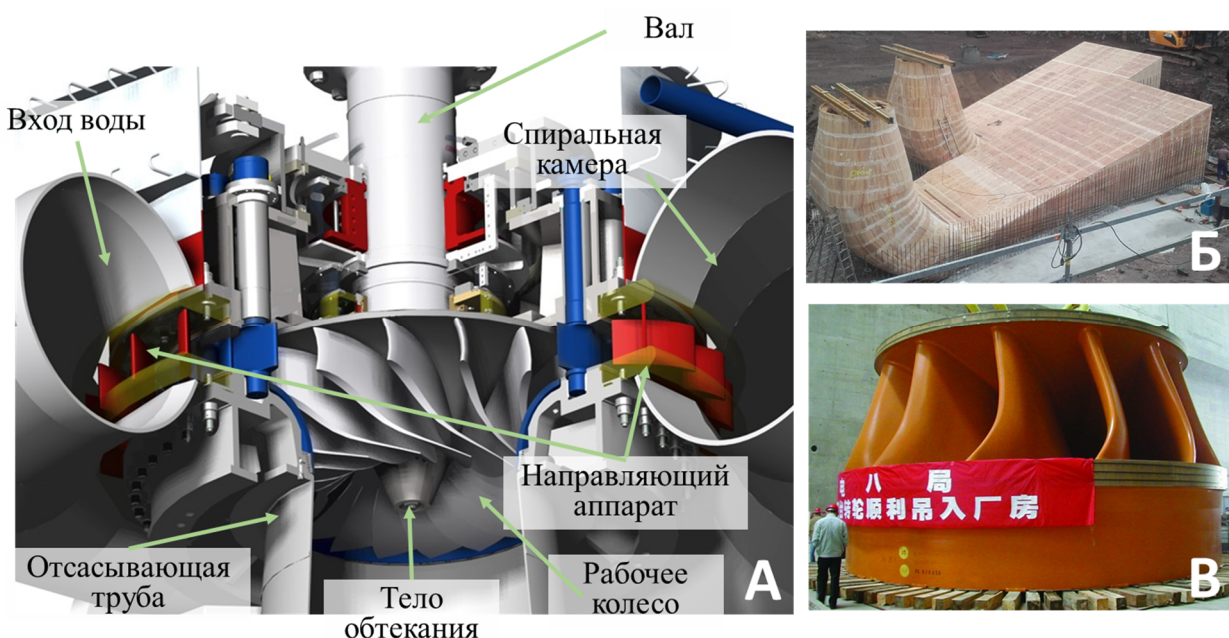 Вал
Вход воды
Спиральная
камера
Направляющий
аппарат
Отсасывающая
труба
Тело
обтекания
Рабочее
колесо
А
Б
八局
转轮顺利吊入厂房
В